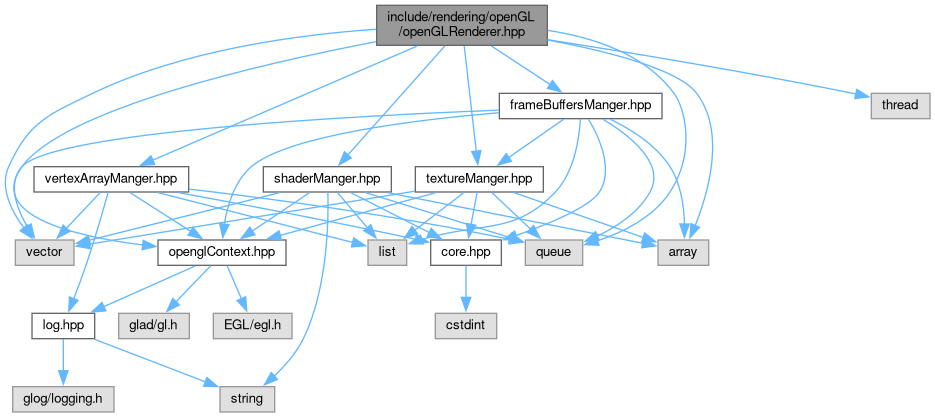 include/rendering/openGL
/openGLRenderer.hpp
frameBuffersManger.hpp
thread
vertexArrayManger.hpp
shaderManger.hpp
textureManger.hpp
vector
openglContext.hpp
list
core.hpp
queue
array
log.hpp
glad/gl.h
EGL/egl.h
cstdint
glog/logging.h
string